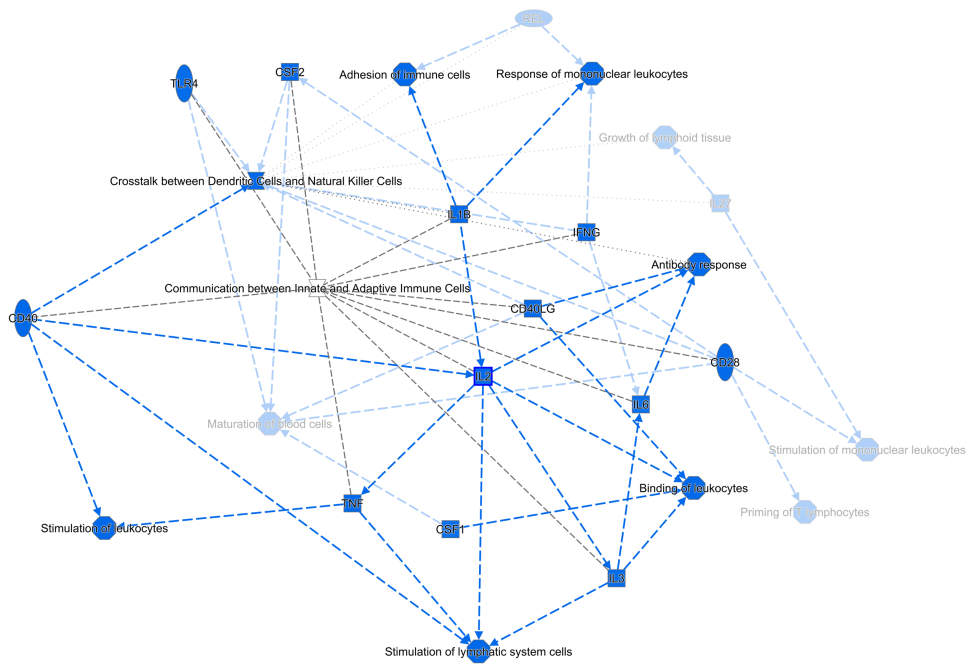 REL
CSF2
Adhesion of immune cells
Response of mononuclear leukocytes
TLR4
Growth of lymphoid tissue
Crosstalk between Dendritic Cells and Natural Killer Cells
IL27
IL1B
IFNG
Antibody response
Communication between Innate and Adaptive Immune Cells
CD40LG
CD40
CD28
IL2
IL6
Maturation of blood cells
Stimulation of mononuclear leukocytes
Binding of leukocytes
TNF
Priming of T lymphocytes
Stimulation of leukocytes
CSF1
IL3
Stimulation of lymphatic system cells